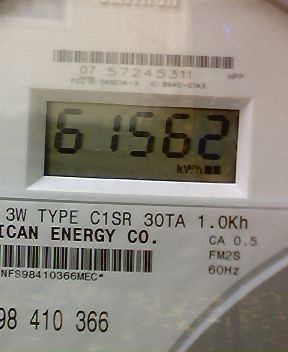 07 57245311 HPP
61562
kWh
3W TYPE C1SR 30TA 1.0Kh
ICAN ENERGY CO. CA 0.5
FM2S
NFS98410366MEC* 60Hz
98 410 366